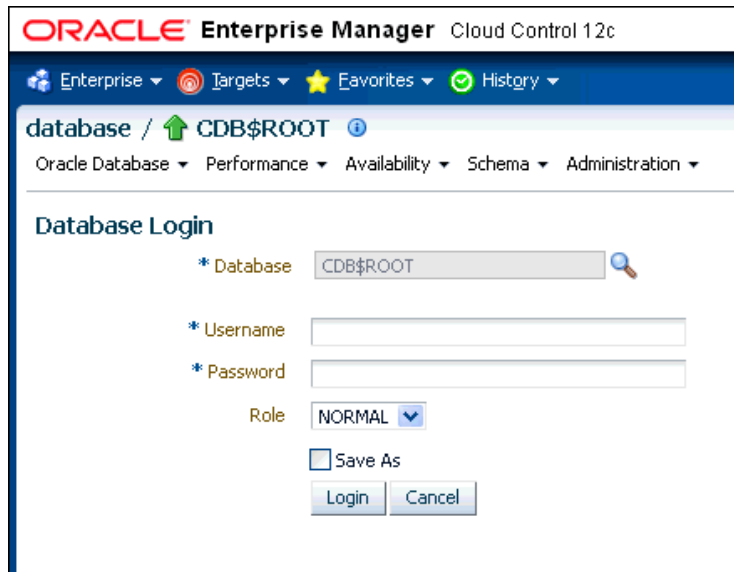 ORACLE Enterprise Manager Cloud Control 12c
Enterprise Targets Favorites History
database / CDB$ROOT
Oracle Database Performance Availability Schema Administration
Database Login
* Database CDB$ROOT
* Username
* Password
Role NORMAL
Save As
Login Cancel